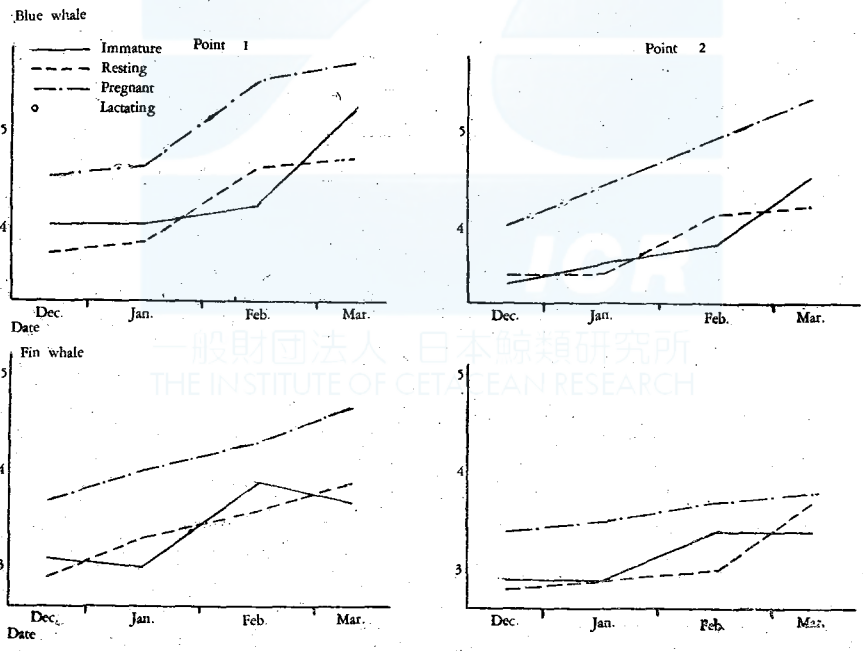 Blue whale
Immature
Point 1
Resting
Pregnant
Lactating
5
4
Dec. Jan. Feb. Mar.
Date
Point 2
5
4
Dec. Jan. Feb. Mar.
ICR
一般財団法人 日本鯨類研究所
THE INSTITUTE OF CETACEAN RESEARCH
Fin whale
5
4
3
Dec. Jan. Feb. Mar.
Date
5
4
3
Dec. Jan. Feb. Mar.